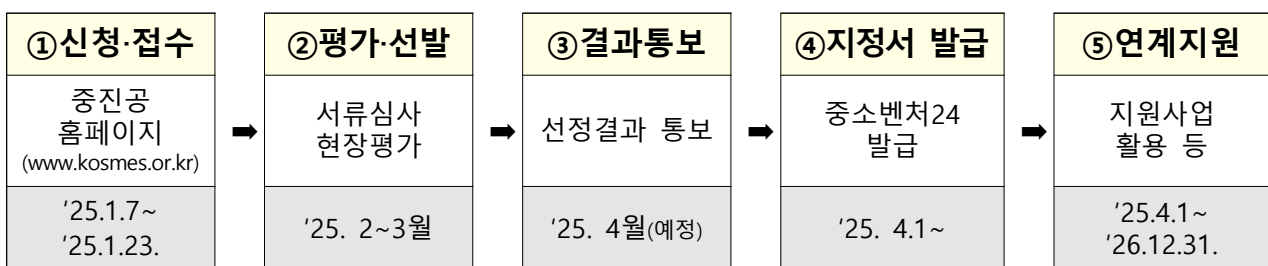 ①신청·접수
중진공
홈페이지
(www.kosmes.or.kr)
'25.1.7~
'25.1.23.
➡
②평가·선발
서류심사
현장평가
'25. 2~3월
➡
③결과통보
선정결과 통보
'25. 4월(예정)
➡
④지정서 발급
중소벤처24
발급
'25. 4.1~
➡
⑤연계지원
지원사업
활용 등
'25.4.1~
'26.12.31.